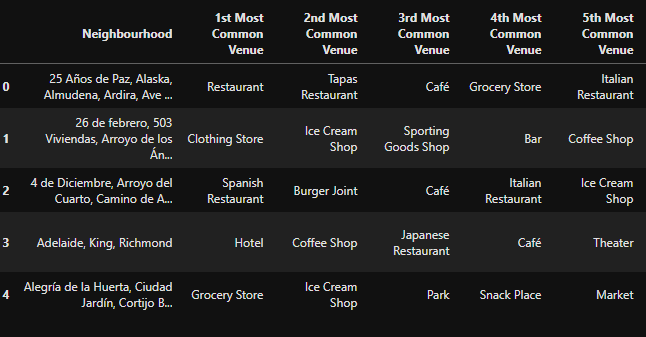 Neighbourhood 1st Most Common Venue 2nd Most Common Venue 3rd Most Common Venue 4th Most Common Venue 5th Most Common Venue
0 25 Años de Paz, Alaska, Almudena, Ardira, Ave ... Restaurant Tapas Restaurant Café Grocery Store Italian Restaurant
1 26 de febrero, 503 Viviendas, Arroyo de los Án... Clothing Store Ice Cream Shop Sporting Goods Shop Bar Coffee Shop
2 4 de Diciembre, Arroyo del Cuarto, Camino de A... Spanish Restaurant Burger Joint Café Italian Restaurant Ice Cream Shop
3 Adelaide, King, Richmond Hotel Coffee Shop Japanese Restaurant Café Theater
4 Alegría de la Huerta, Ciudad Jardín, Cortijo B... Grocery Store Ice Cream Shop Park Snack Place Market